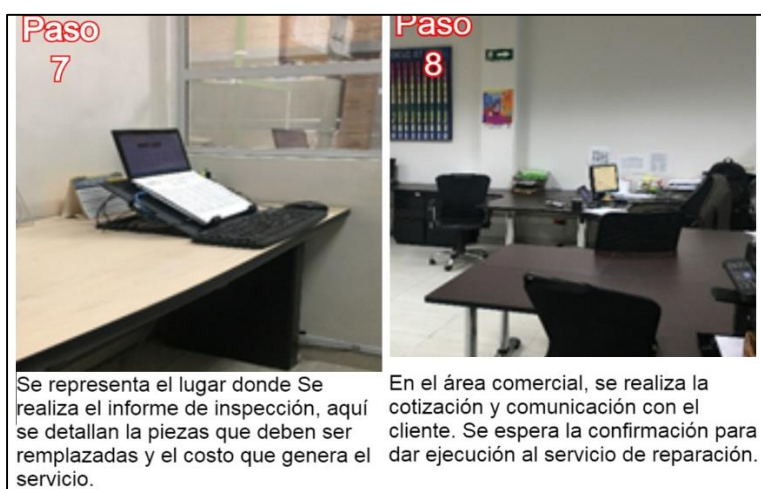 Paso
7
Se representa el lugar donde Se
realiza el informe de inspección, aquí
se detallan la piezas que deben ser
remplazadas y el costo que genera el
servicio.
Paso
8
En el área comercial, se realiza la
cotización y comunicación con el
cliente. Se espera la confirmación para
dar ejecución al servicio de reparación.